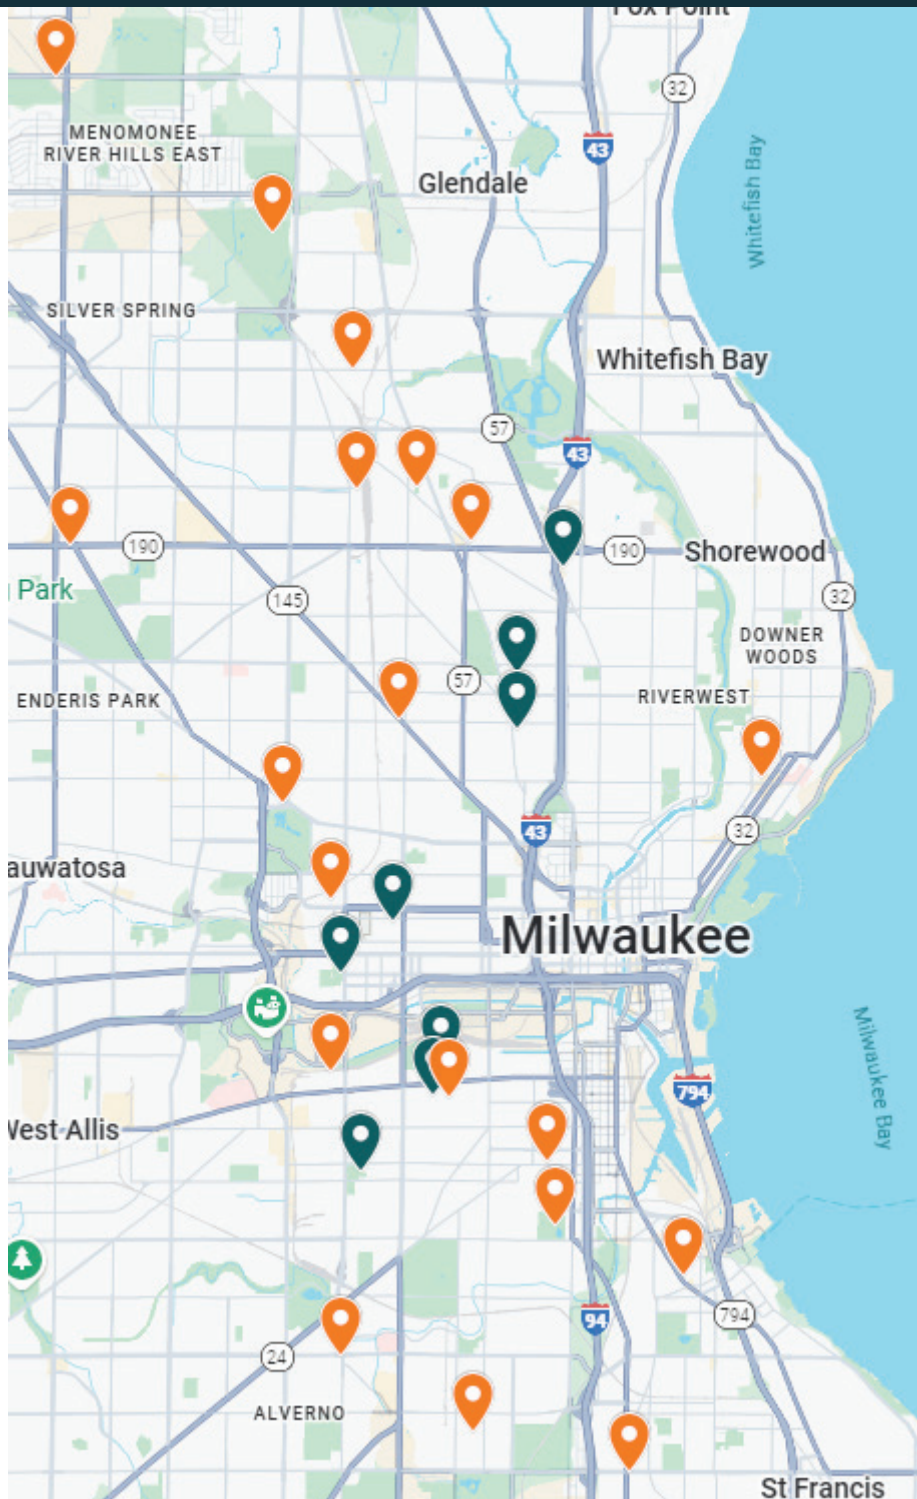 Fox Point
32
MENOMONEE
RIVER HILLS EAST
43
Whitefish Bay
Glendale
SILVER SPRING
Whitefish Bay
57
43
190
190
Shorewood
Park
145
32
DOWNER
WOODS
57
RIVERWEST
ENDERIS PARK
43
32
auwatosa
Milwaukee
Milwaukee Bay
794
West Allis
94
794
24
ALVERNO
St Francis